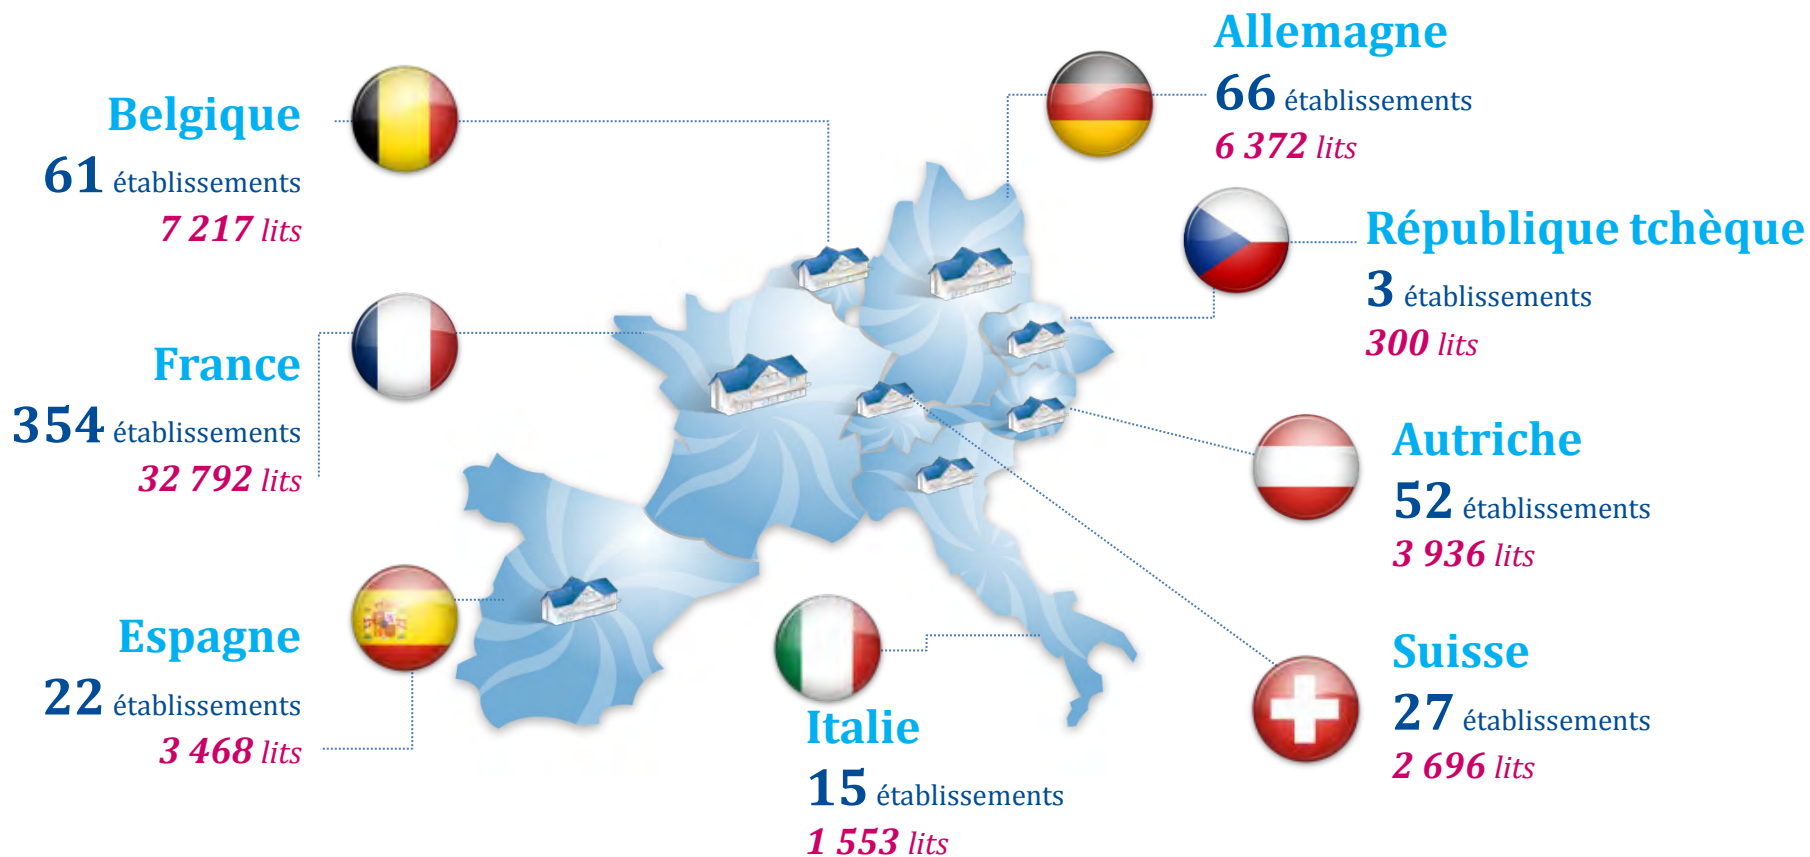 Belgique
61 établissements
7 217 lits
France
354 établissements
32 792 lits
Espagne
22 établissements
3 468 lits
Italie
15 établissements
1 553 lits
Allemagne
66 établissements
6 372 lits
République tchèque
3 établissements
300 lits
Autriche
52 établissements
3 936 lits
Suisse
27 établissements
2 696 lits